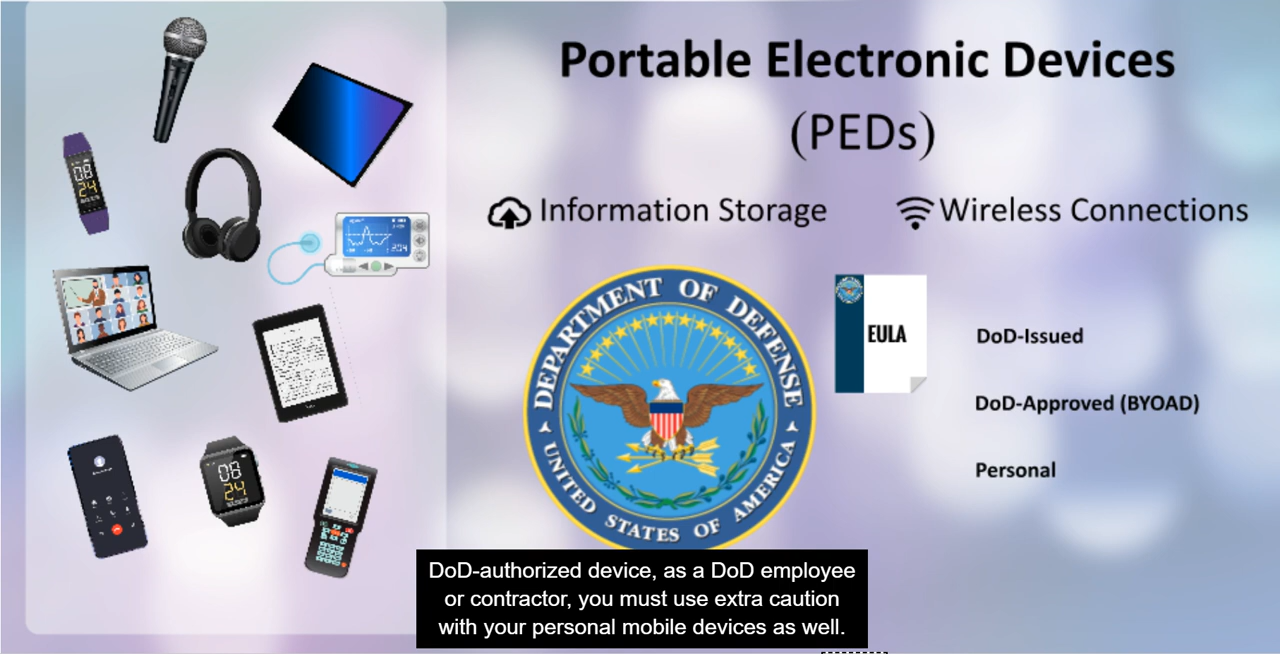 Portable Electronic Devices
(PEDs)
Information Storage
Wireless Connections
DEPARTMENT OF DEFENSE
UNITED STATES OF AMERICA
EULA
DoD-Issued
DoD-Approved (BYOAD)
Personal
08
24
08
24
DoD-authorized device, as a DoD employee
or contractor, you must use extra caution
with your personal mobile devices as well.